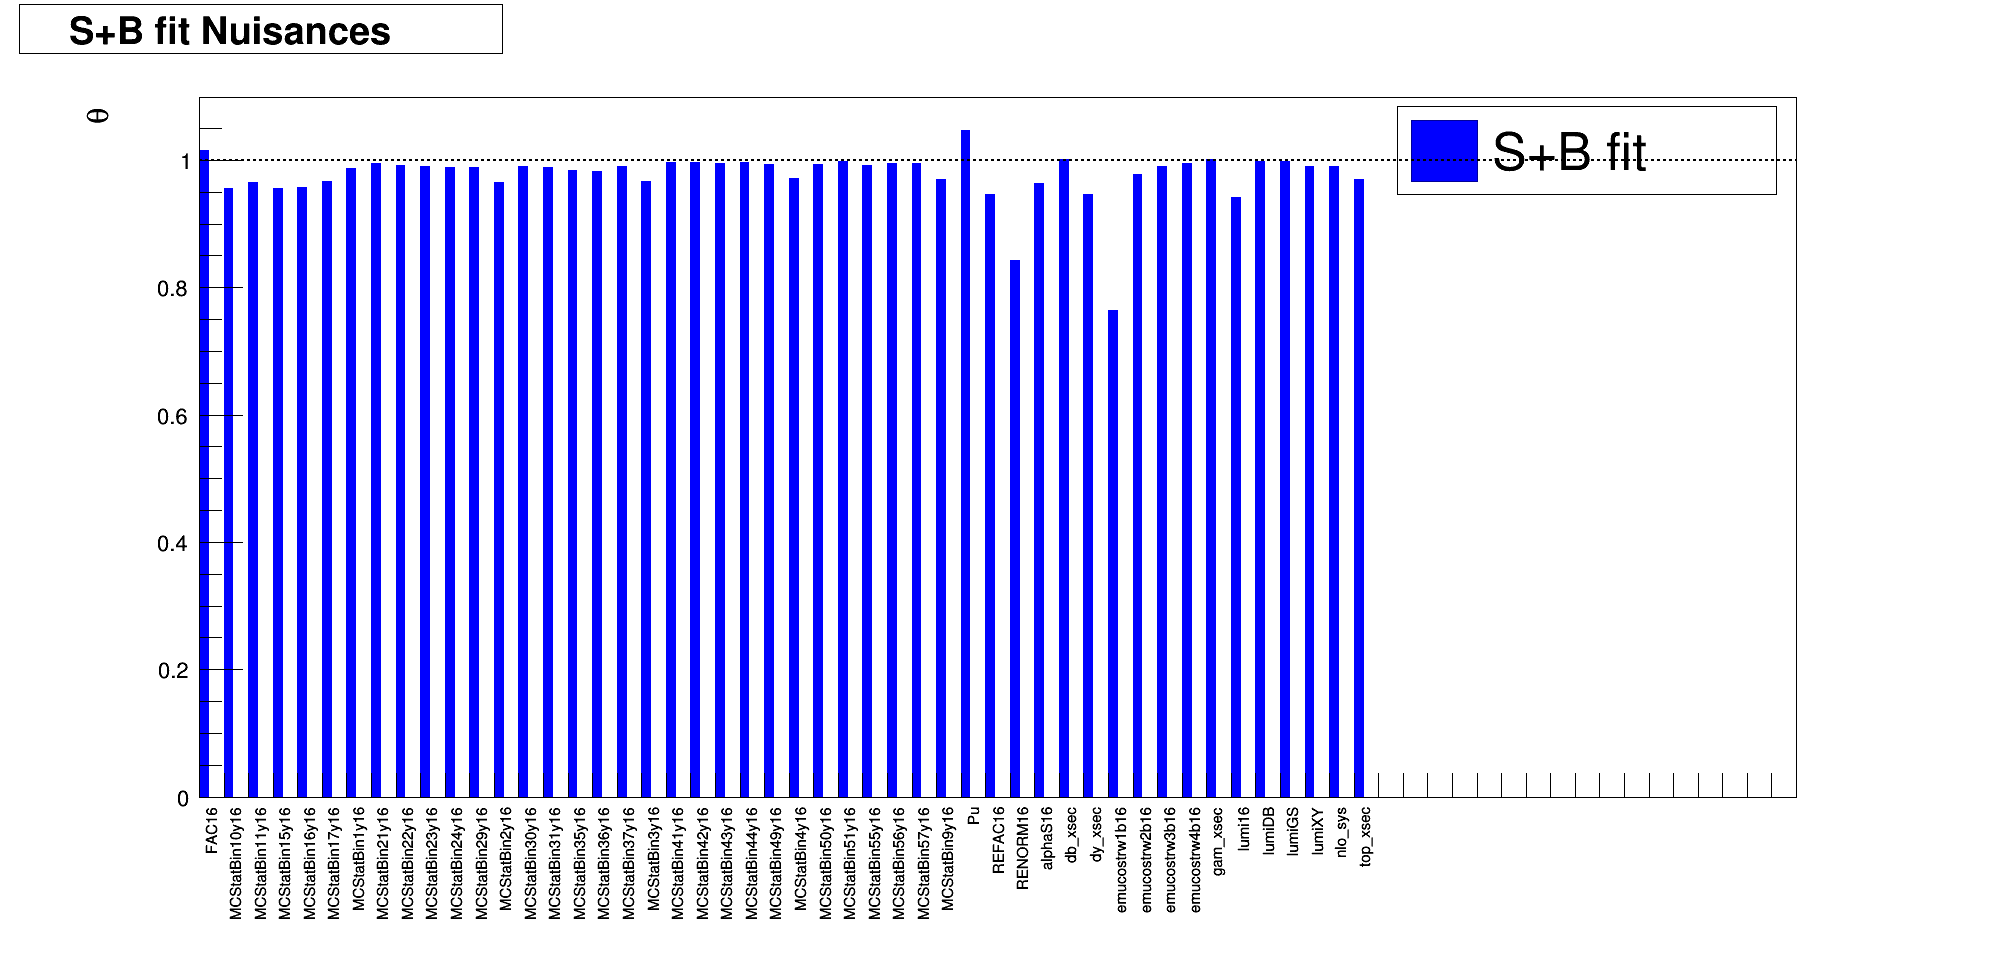 S+B fit Nuisances
θ
S+B fit
1
0.8
0.6
0.4
0.2
0
FAC16
MCStatBin10y16
MCStatBin11y16
MCStatBin15y16
MCStatBin16y16
MCStatBin17y16
MCStatBin1y16
MCStatBin21y16
MCStatBin22y16
MCStatBin23y16
MCStatBin24y16
MCStatBin29y16
MCStatBin2y16
MCStatBin30y16
MCStatBin31y16
MCStatBin35y16
MCStatBin36y16
MCStatBin37y16
MCStatBin3y16
MCStatBin41y16
MCStatBin42y16
MCStatBin43y16
MCStatBin44y16
MCStatBin49y16
MCStatBin4y16
MCStatBin50y16
MCStatBin51y16
MCStatBin55y16
MCStatBin56y16
MCStatBin57y16
MCStatBin9y16
Pu
REFAC16
RENORM16
alphaS16
db_xsec
dy_xsec
emucostrw1b16
emucostrw2b16
emucostrw3b16
emucostrw4b16
gam_xsec
lumi16
lumiDB
lumiGS
lumiXY
nlo_sys
top_xsec